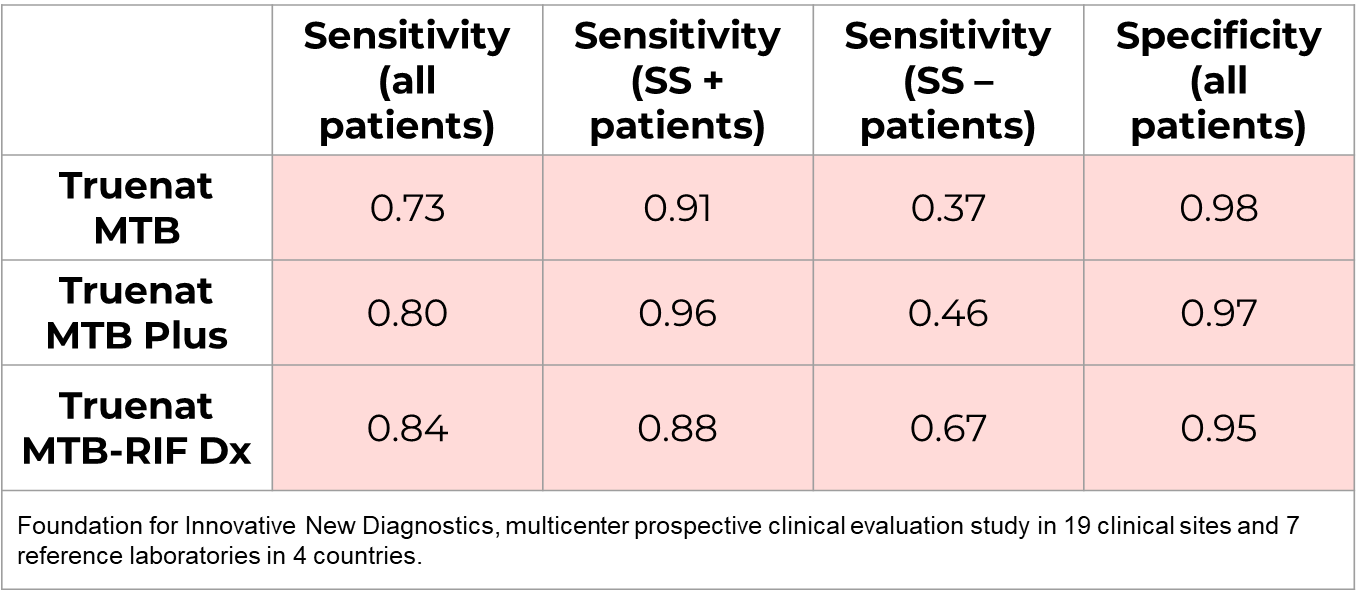 Sensitivity
(all
patients)
Sensitivity
(SS +
patients)
Sensitivity
(SS –
patients)
Specificity
(all
patients)
Truenat
MTB
0.73
0.91
0.37
0.98
Truenat
MTB Plus
0.80
0.96
0.46
0.97
Truenat
MTB-RIF Dx
0.84
0.88
0.67
0.95
Foundation for Innovative New Diagnostics, multicenter prospective clinical evaluation study in 19 clinical sites and 7
reference laboratories in 4 countries.